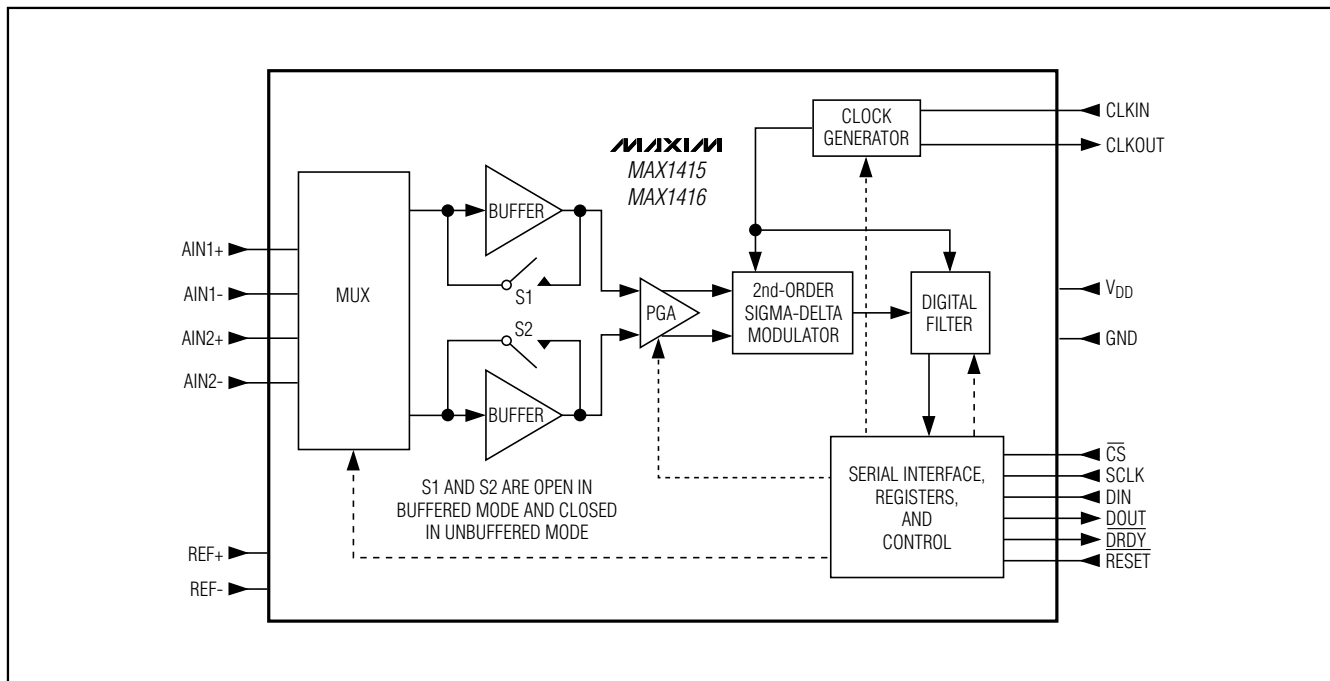 CLOCK
GENERATOR
CLKIN
CLKOUT
MAXIM
MAX1415
MAX1416
BUFFER
S1
AIN1+
AIN1-
AIN2+
AIN2-
MUX
PGA
2nd-ORDER
SIGMA-DELTA
MODULATOR
DIGITAL
FILTER
VDD
GND
S2
BUFFER
S1 AND S2 ARE OPEN IN
BUFFERED MODE AND CLOSED
IN UNBUFFERED MODE
SERIAL INTERFACE,
REGISTERS,
AND
CONTROL
CS
SCLK
DIN
DOUT
DRDY
RESET
REF+
REF-